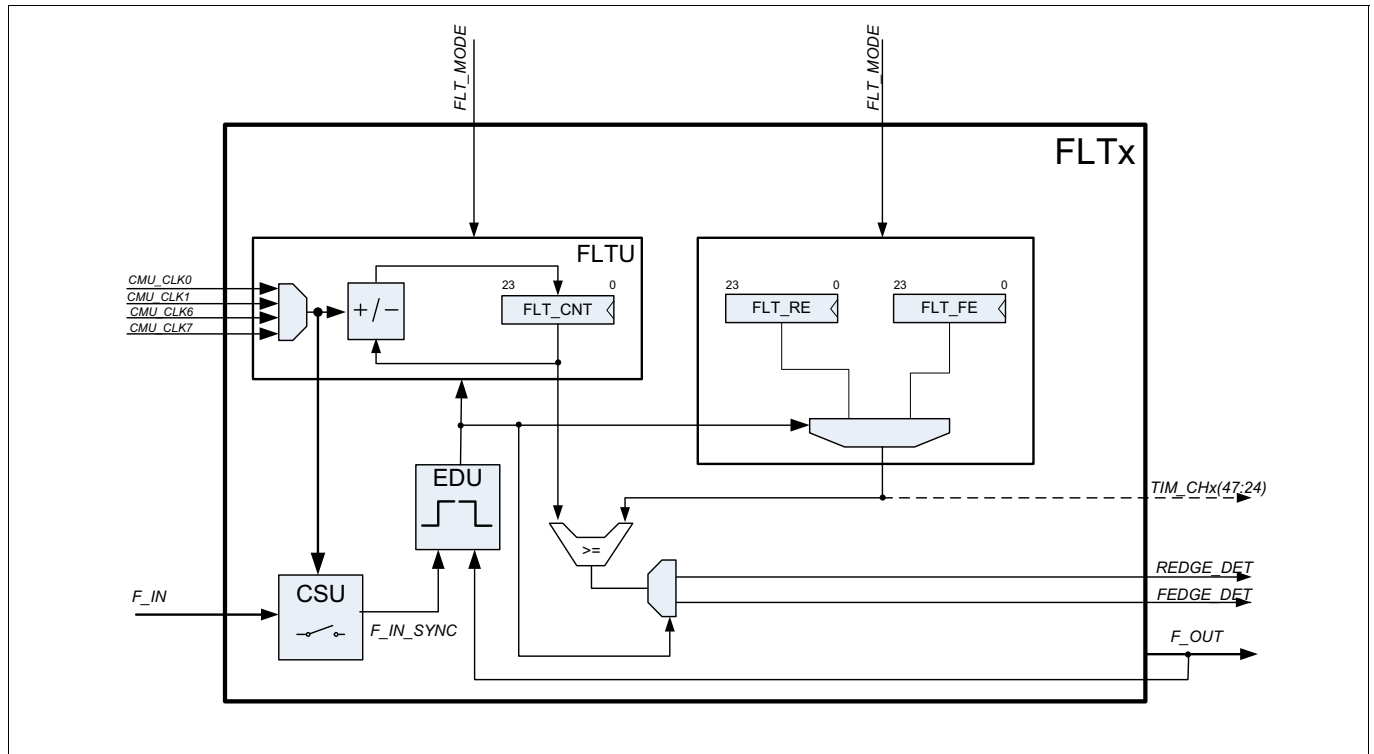 FLT_MODE
FLT_MODE
FLTx
FLTU
CMU_CLK0
CMU_CLK1
CMU_CLK6
CMU_CLK7
+/-
23 0
FLT_CNT
23 0
FLT_RE
23 0
FLT_FE
EDU
TIM_CHx(47:24)
>=
REDGE_DET
FEDGE_DET
F_IN
CSU
F_IN_SYNC
F_OUT